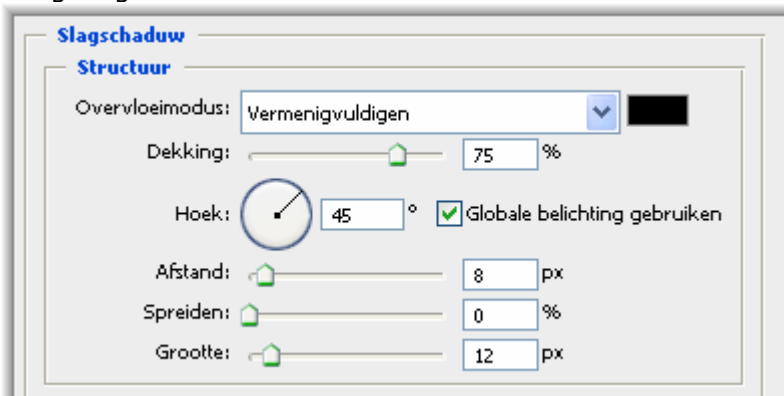 Slagschaduw
Structuur
Overvloeimodus: Vermenigvuldigen
Dekking: 75 %
Hoek: 45 ° Globale belichting gebruiken
Afstand: 8 px
Spreiden: 0 %
Grootte: 12 px